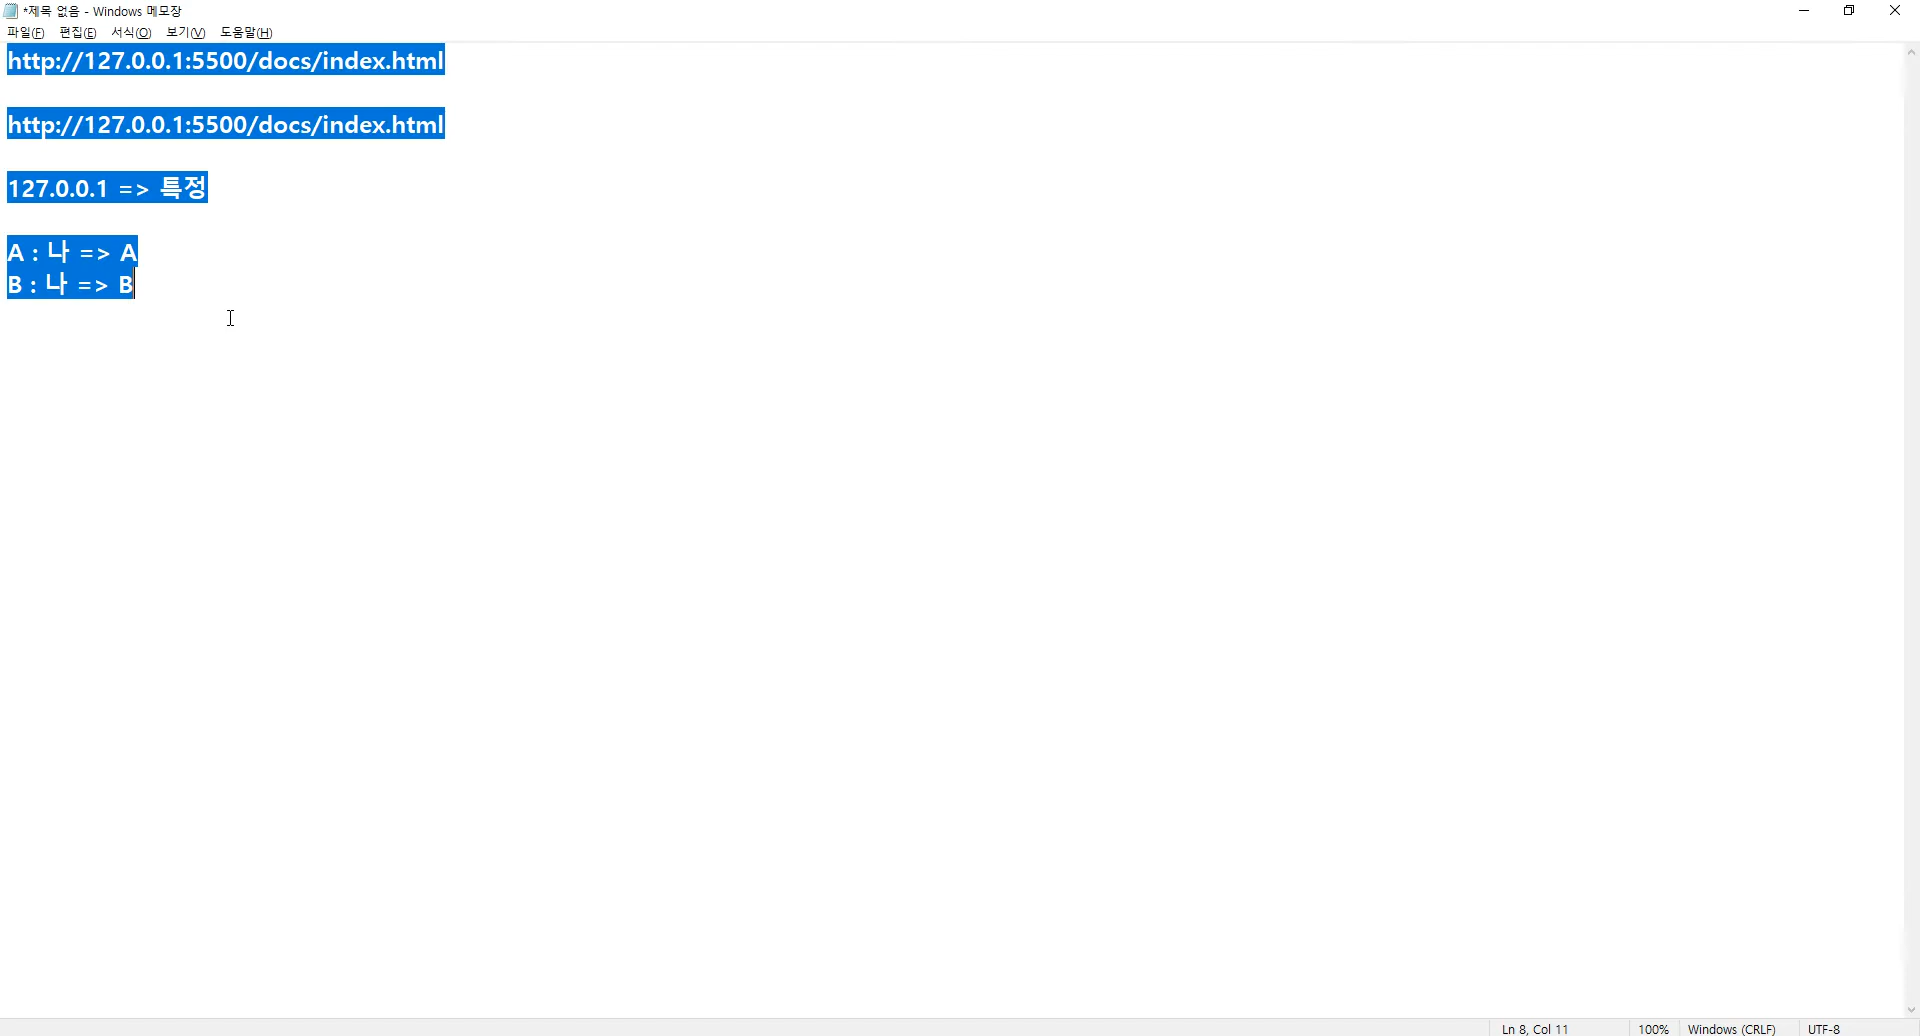 *제목 없음 - Windows 메모장
파일(F) 편집(E) 서식(O) 보기(V) 도움말(H)
http://127.0.0.1:5500/docs/index.html
http://127.0.0.1:5500/docs/index.html
127.0.0.1 => 특정
A : 나 => A
B : 나 => B
Ln 8, Col 11 100% Windows (CRLF) UTF-8